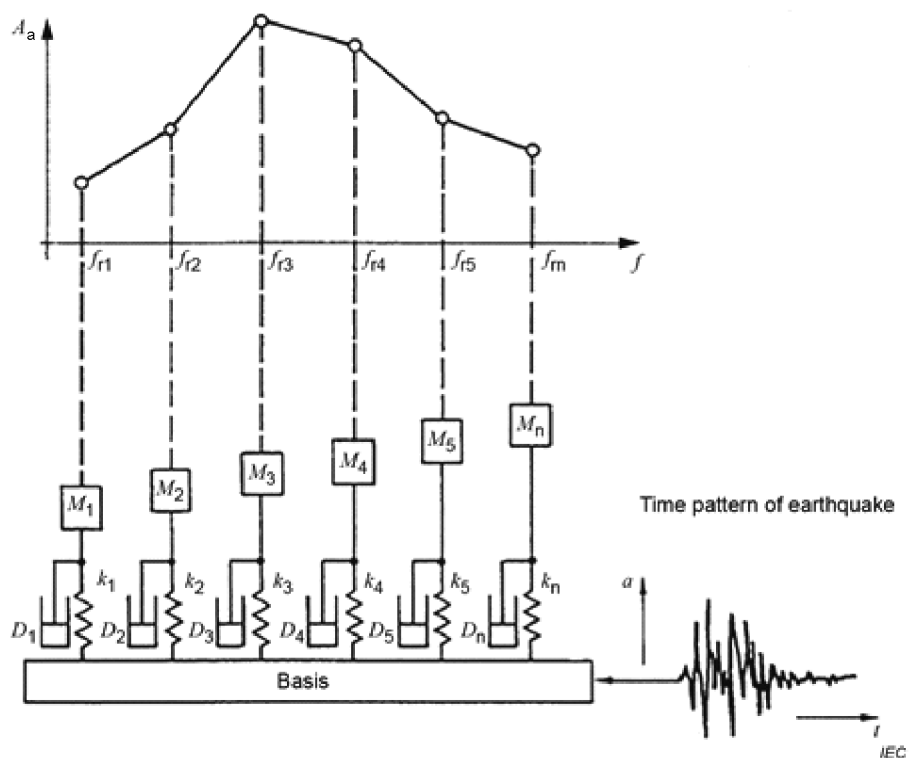 Aa
fr1 fr2 fr3 fr4 fr5 frn f
M1 M2 M3 M4 M5 Mn
Time pattern of earthquake
k1 k2 k3 k4 k5 kn a
D1 D2 D3 D4 D5 Dn
Basis
t
IEC